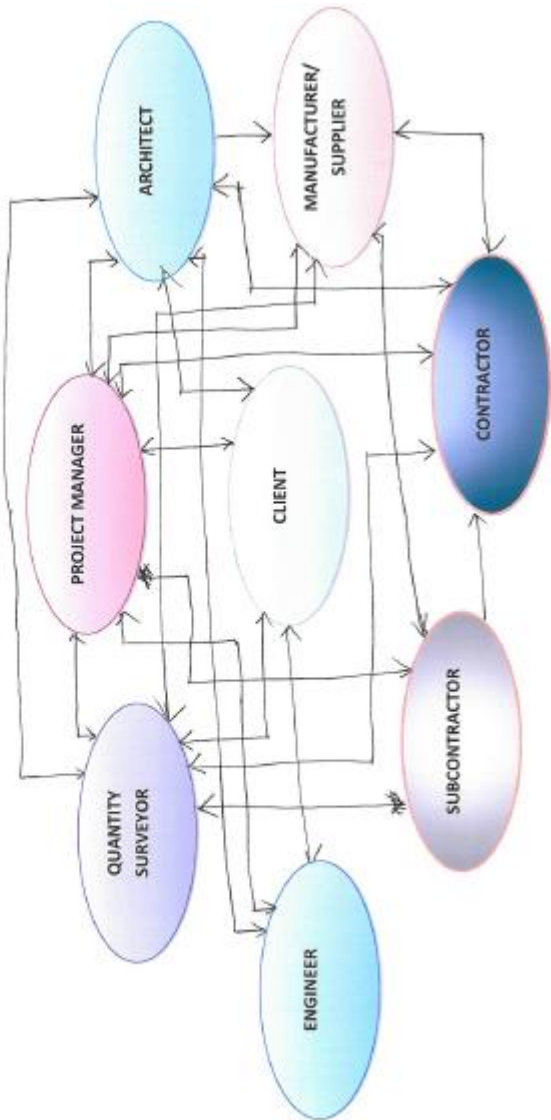 ARCHITECT
MANUFACTURER/
SUPPLIER
PROJECT MANAGER
CLIENT
CONTRACTOR
QUANTITY
SURVEYOR
SUBCONTRACTOR
ENGINEER